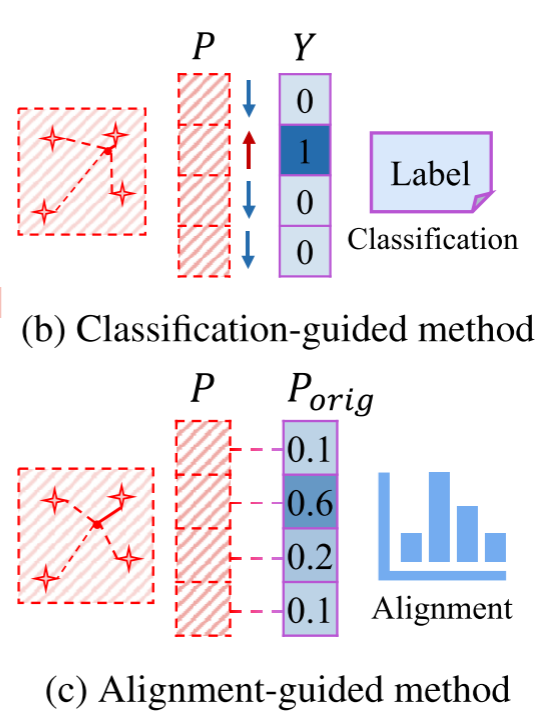 P Y
0
1
0
0
Label
Classification
(b) Classification-guided method
P P_orig
0.1
0.6
0.2
0.1
Alignment
(c) Alignment-guided method